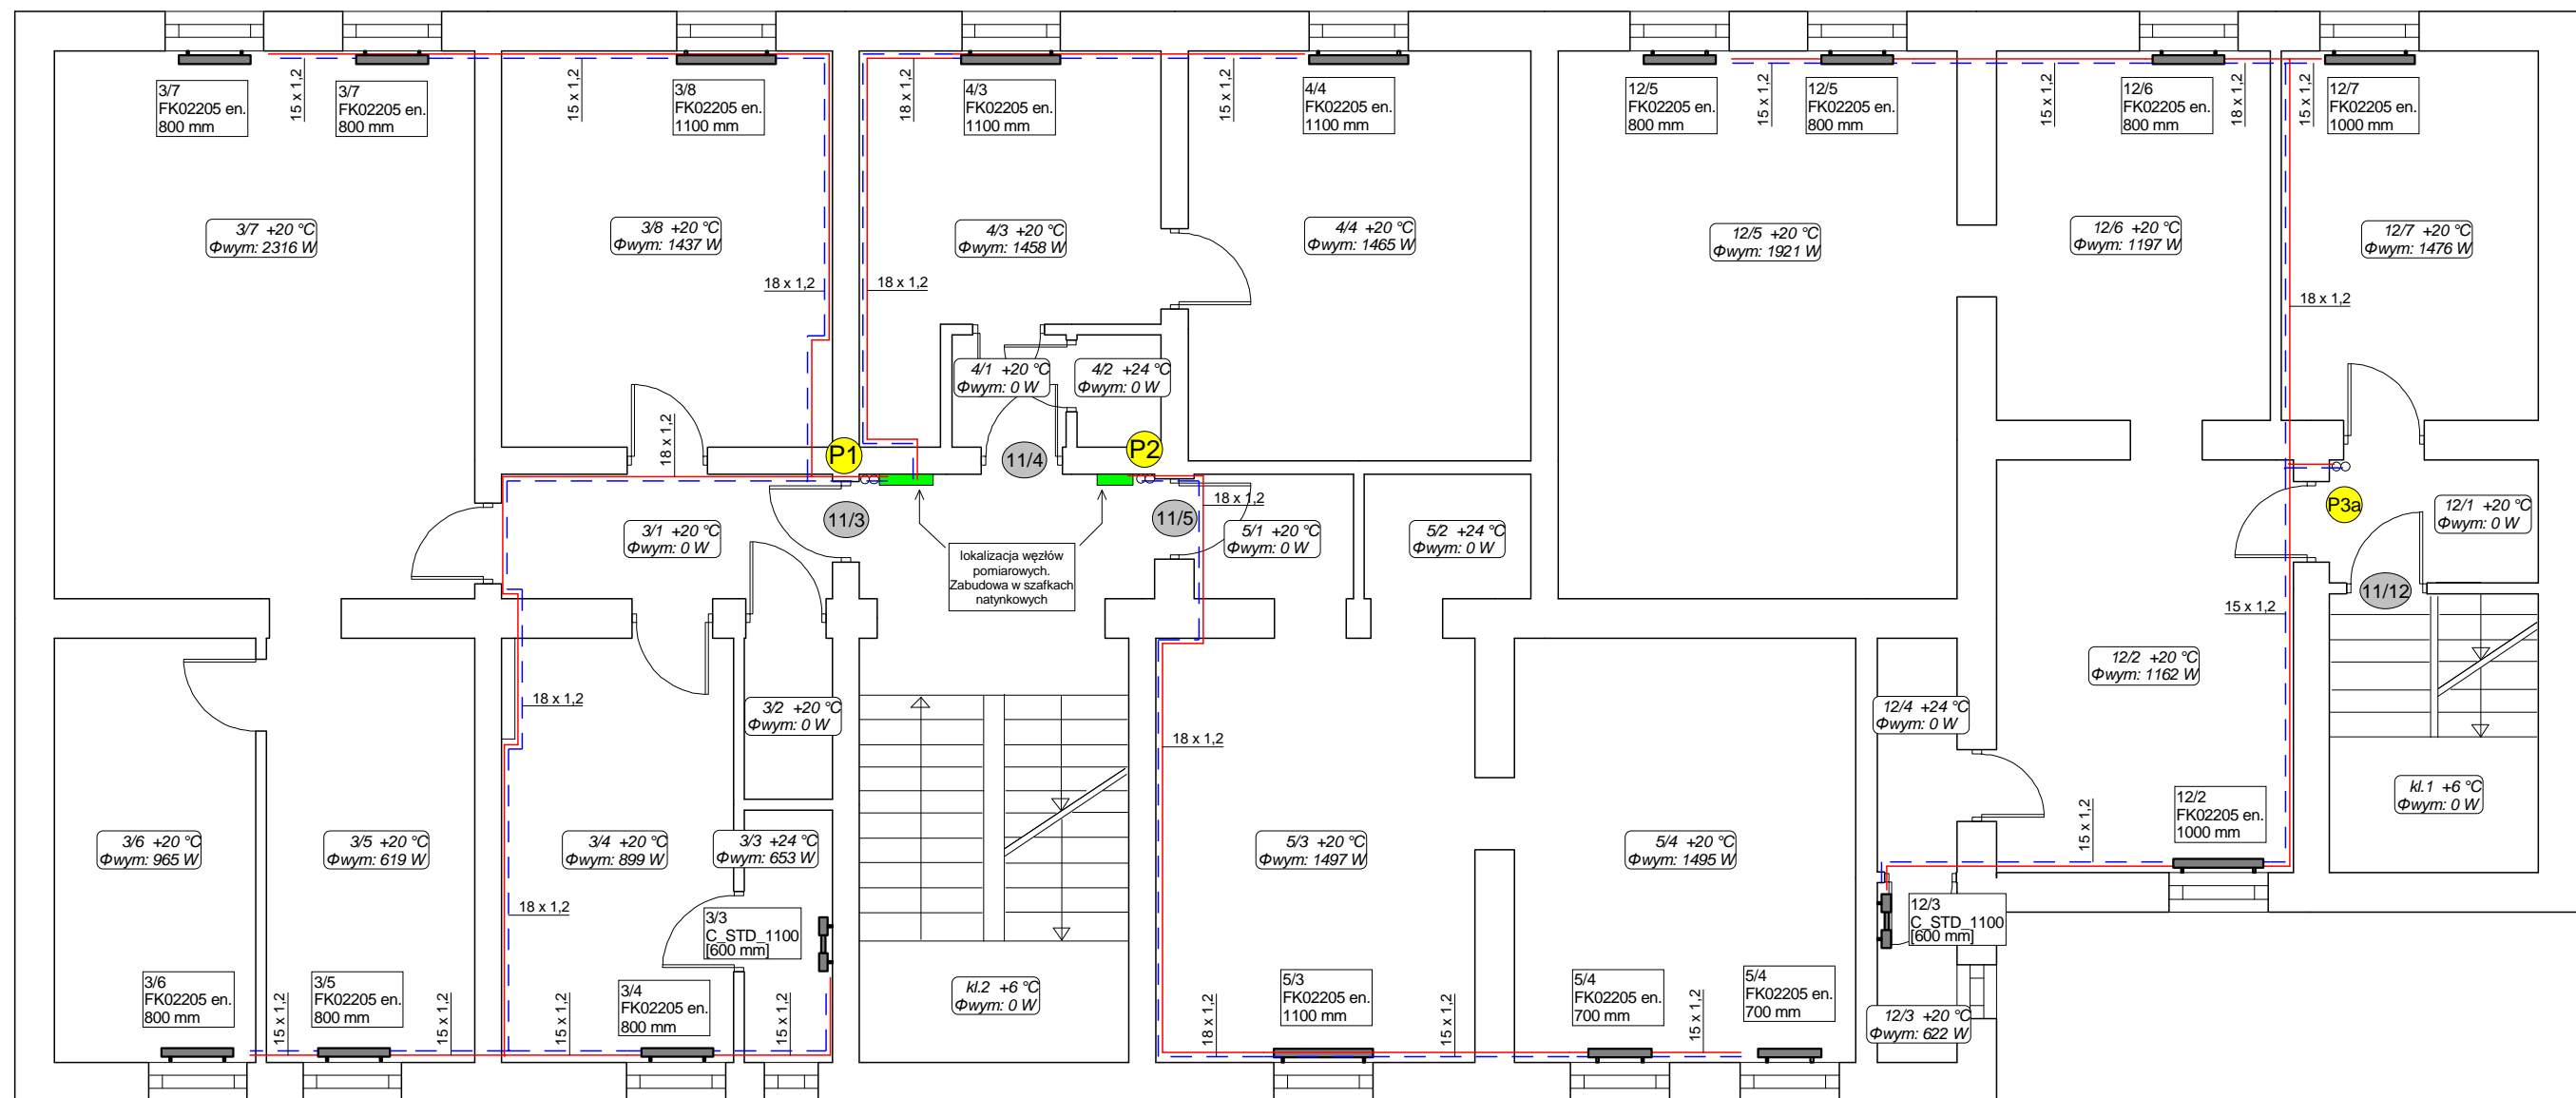 3/7
FK02205 en.
800 mm
15 x 1,2
3/7
FK02205 en.
800 mm
15 x 1,2
3/8
FK02205 en.
1100 mm
18 x 1,2
4/3
FK02205 en.
1100 mm
15 x 1,2
4/4
FK02205 en.
1100 mm
12/5
FK02205 en.
800 mm
15 x 1,2
12/5
FK02205 en.
800 mm
15 x 1,2
12/6
FK02205 en.
800 mm
18 x 1,2
15 x 1,2
12/7
FK02205 en.
1000 mm
3/7 +20 °C
Φwym: 2316 W
3/8 +20 °C
Φwym: 1437 W
4/3 +20 °C
Φwym: 1458 W
4/4 +20 °C
Φwym: 1465 W
12/5 +20 °C
Φwym: 1921 W
12/6 +20 °C
Φwym: 1197 W
12/7 +20 °C
Φwym: 1476 W
18 x 1,2
18 x 1,2
18 x 1,2
4/1 +20 °C
Φwym: 0 W
4/2 +24 °C
Φwym: 0 W
18 x 1,2
P1
11/4
P2
11/3
11/5
18 x 1,2
P3a
12/1 +20 °C
Φwym: 0 W
3/1 +20 °C
Φwym: 0 W
5/1 +20 °C
Φwym: 0 W
5/2 +24 °C
Φwym: 0 W
lokalizacja węzłów
pomiarowych.
Zabudowa w szafkach
natynkowych
11/12
15 x 1,2
12/2 +20 °C
Φwym: 1162 W
18 x 1,2
3/2 +20 °C
Φwym: 0 W
12/4 +24 °C
Φwym: 0 W
18 x 1,2
kl.1 +6 °C
Φwym: 0 W
12/2
FK02205 en.
1000 mm
15 x 1,2
3/6 +20 °C
Φwym: 965 W
3/5 +20 °C
Φwym: 619 W
3/4 +20 °C
Φwym: 899 W
3/3 +24 °C
Φwym: 653 W
5/3 +20 °C
Φwym: 1497 W
5/4 +20 °C
Φwym: 1495 W
18 x 1,2
3/3
C_STD_1100
[600 mm]
12/3
C_STD_1100
[600 mm]
kl.2 +6 °C
Φwym: 0 W
3/6
FK02205 en.
800 mm
15 x 1,2
3/5
FK02205 en.
800 mm
15 x 1,2
15 x 1,2
3/4
FK02205 en.
800 mm
15 x 1,2
18 x 1,2
5/3
FK02205 en.
1100 mm
15 x 1,2
5/4
FK02205 en.
700 mm
15 x 1,2
5/4
FK02205 en.
700 mm
12/3 +20 °C
Φwym: 622 W